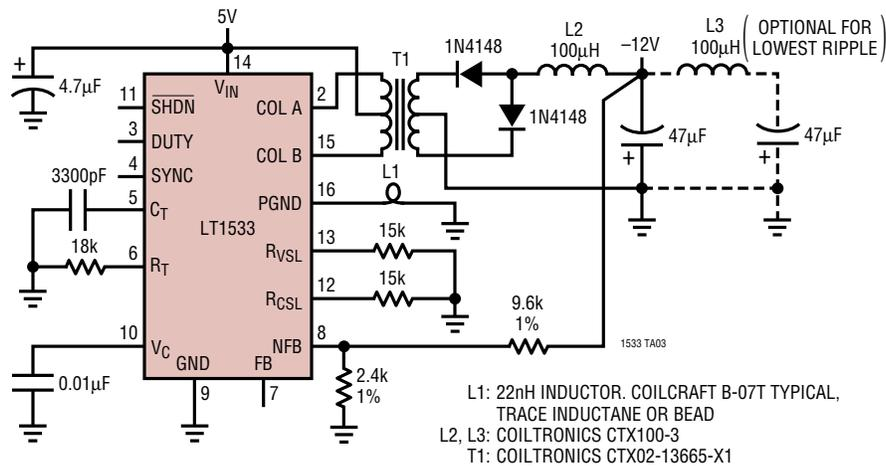 5V
14
V_IN
+
4.7µF
11
SHDN
3
DUTY
4
SYNC
3300pF
5
C_T
18k
6
R_T
10
V_C
0.01µF
GND
9
FB
7
LT1533
COL A
2
COL B
15
PGND
16
R_VSL
13
R_CSL
12
NFB
8
T1
L1
15k
15k
2.4k
1%
9.6k
1%
1N4148
1N4148
L2
100µH
–12V
L3
100µH
( OPTIONAL FOR
LOWEST RIPPLE )
47µF
+
47µF
+
1533 TA03
L1: 22nH INDUCTOR. COILCRAFT B-07T TYPICAL,
TRACE INDUCTANE OR BEAD
L2, L3: COILTRONICS CTX100-3
T1: COILTRONICS CTX02-13665-X1